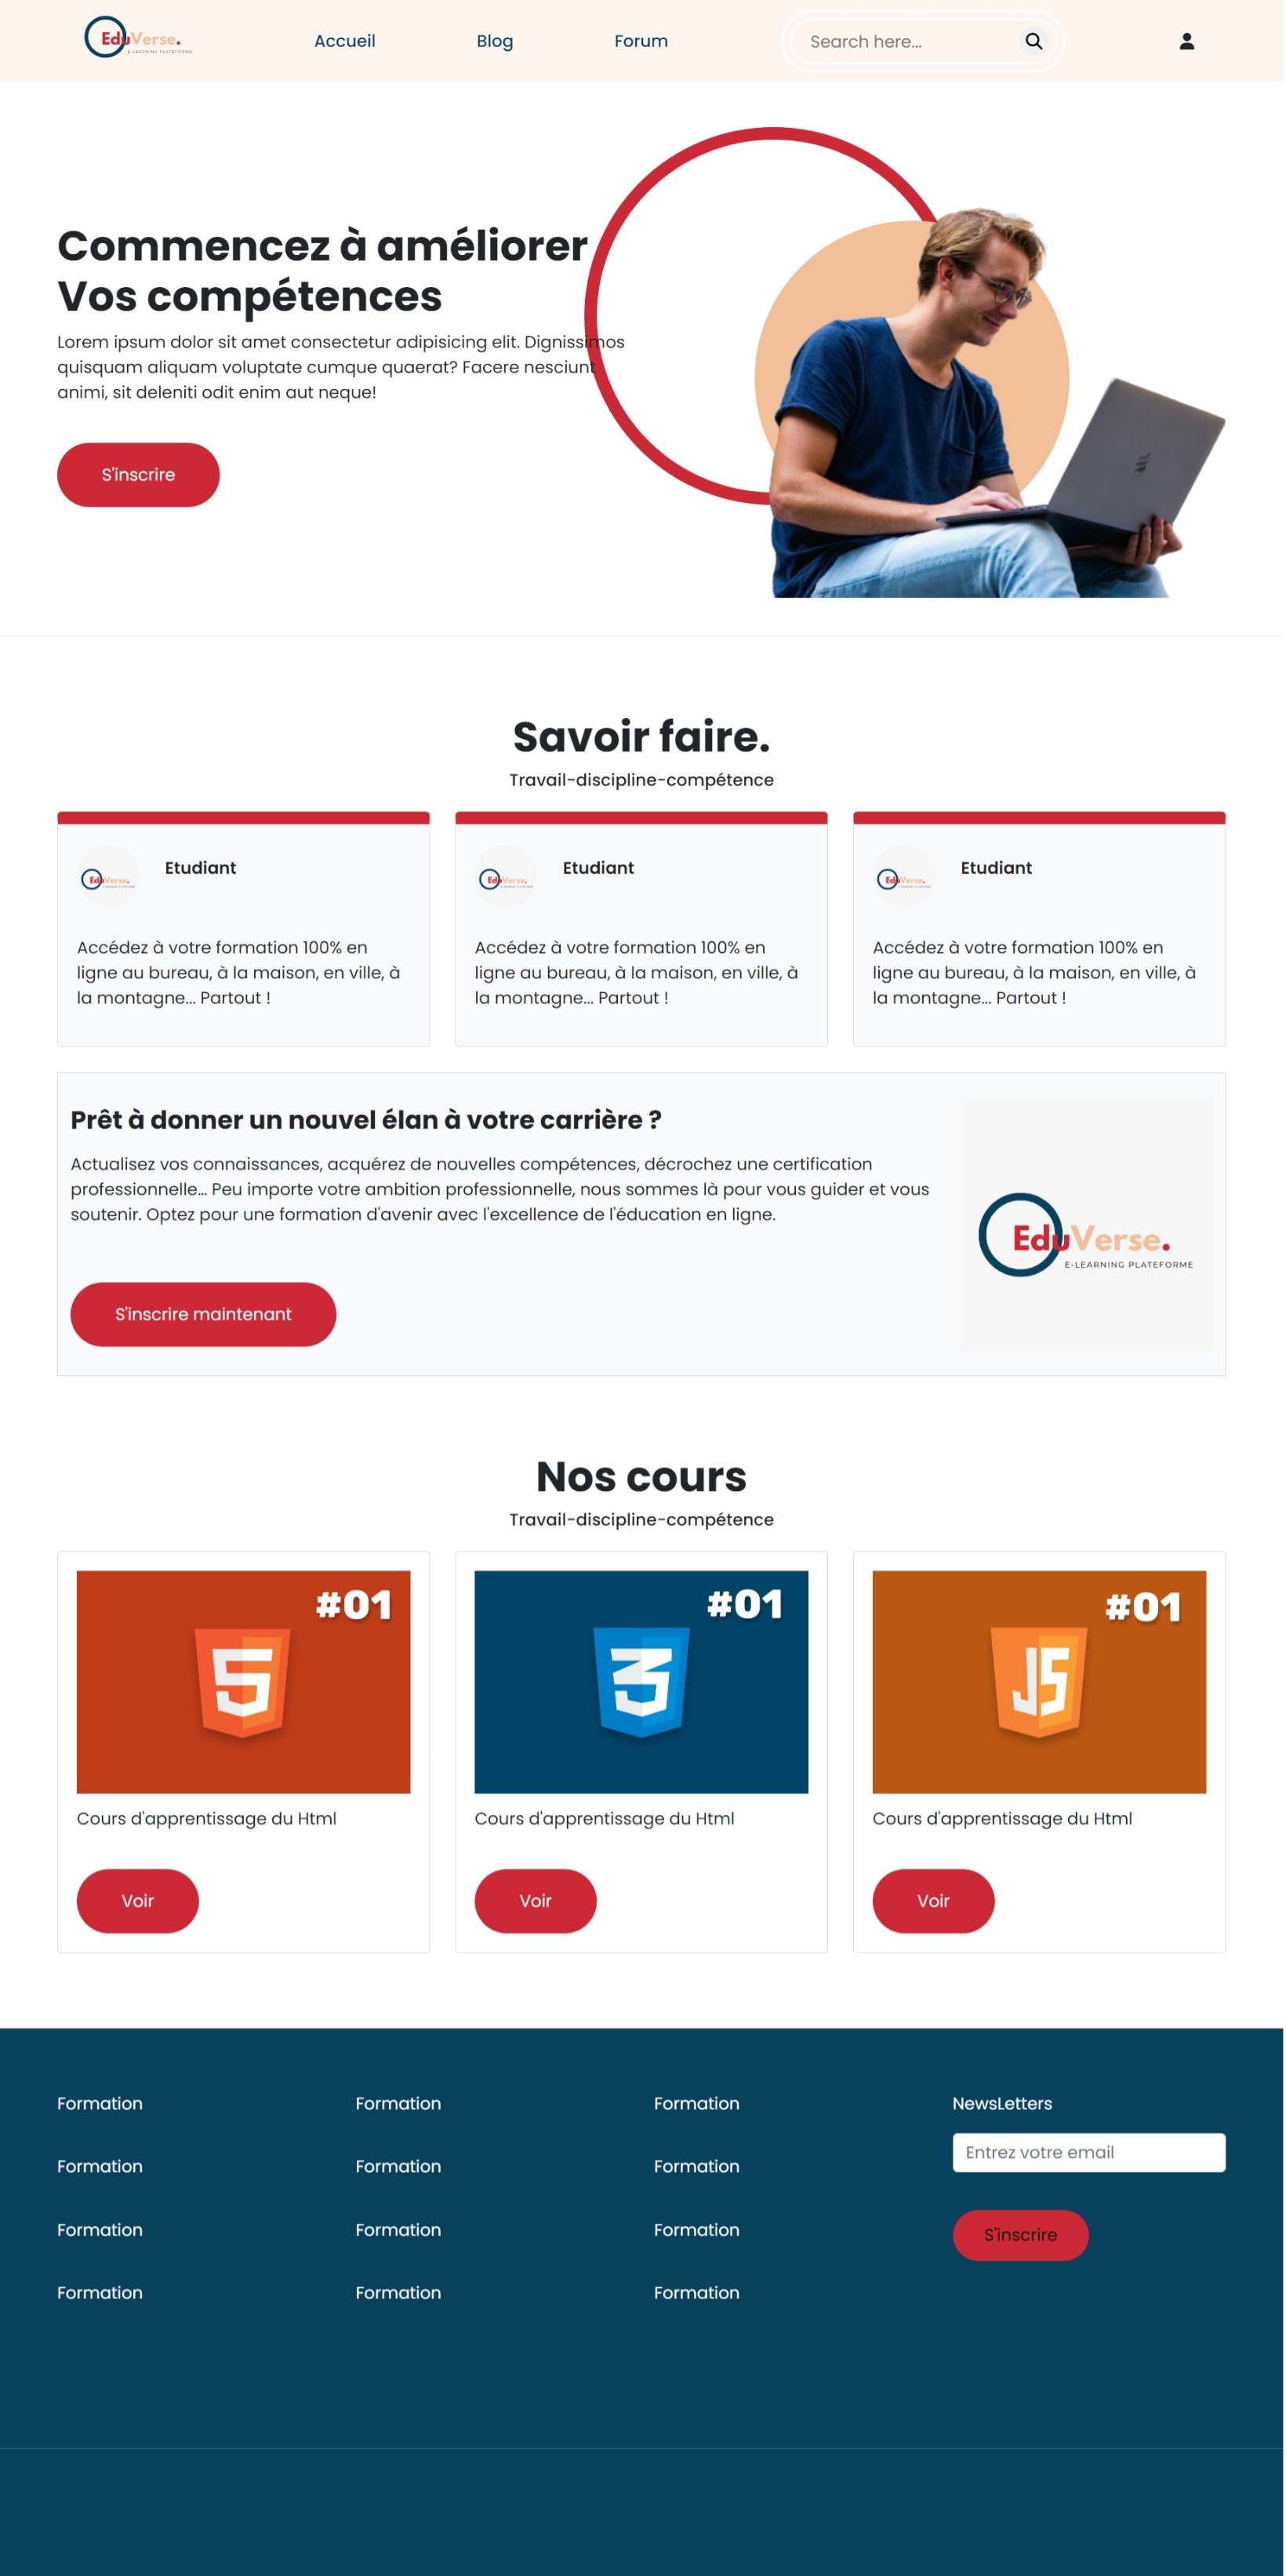 EduVerse.
E-LEARNING PLATEFORME
Accueil
Blog
Forum
Search here...
Commencez à améliorer
Vos compétences
Lorem ipsum dolor sit amet consectetur adipisicing elit. Dignissimos
quisquam aliquam voluptate cumque quaerat? Facere nesciunt
animi, sit deleniti odit enim aut neque!
S'inscrire
Savoir faire.
Travail-discipline-compétence
EduVerse.
Etudiant
Accédez à votre formation 100% en
ligne au bureau, à la maison, en ville, à
la montagne... Partout !
EduVerse.
Etudiant
Accédez à votre formation 100% en
ligne au bureau, à la maison, en ville, à
la montagne... Partout !
EduVerse.
Etudiant
Accédez à votre formation 100% en
ligne au bureau, à la maison, en ville, à
la montagne... Partout !
Prêt à donner un nouvel élan à votre carrière ?
Actualisez vos connaissances, acquérez de nouvelles compétences, décrochez une certification
professionnelle... Peu importe votre ambition professionnelle, nous sommes là pour vous guider et vous
soutenir. Optez pour une formation d'avenir avec l'excellence de l'éducation en ligne.
S'inscrire maintenant
EduVerse.
E-LEARNING PLATEFORME
Nos cours
Travail-discipline-compétence
#01
5
Cours d'apprentissage du Html
Voir
#01
3
Cours d'apprentissage du Html
Voir
#01
JS
Cours d'apprentissage du Html
Voir
Formation
Formation
Formation
Formation
Formation
Formation
Formation
Formation
Formation
Formation
Formation
Formation
NewsLetters
Entrez votre email
S'inscrire